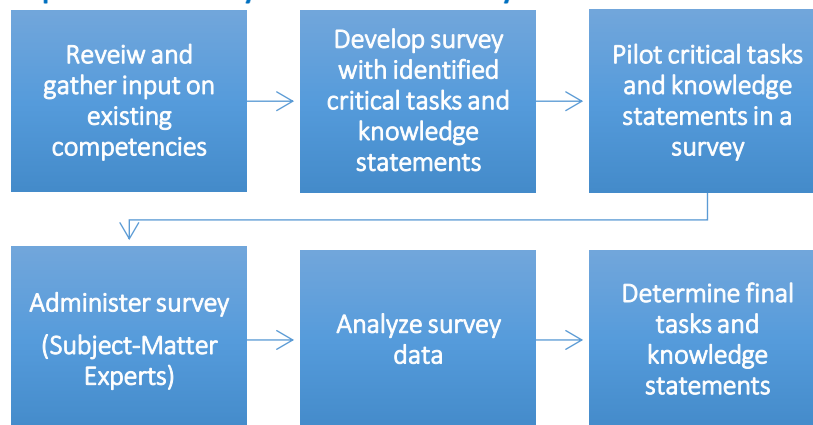 Reveiw and
gather input on
existing
competencies
Develop survey
with identified
critical tasks and
knowledge
statements
Pilot critical tasks
and knowledge
statements in a
survey
Administer survey
(Subject-Matter
Experts)
Analyze survey
data
Determine final
tasks and
knowledge
statements